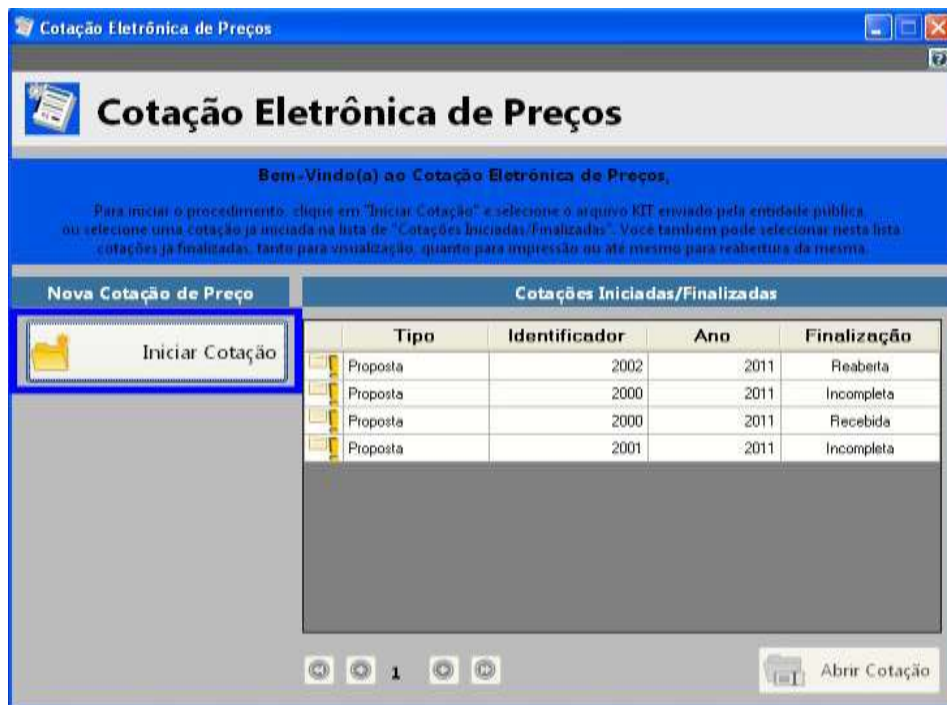 Cotação Eletrônica de Preços
Cotação Eletrônica de Preços
Bem-Vindo(a) ao Cotação Eletrônica de Preços,
Para iniciar o procedimento, clique em "Iniciar Cotação" e selecione o arquivo KIT enviado pela entidade pública,
ou selecione uma cotação já iniciada na lista de "Cotações Iniciadas/Finalizadas". Você também pode selecionar nesta lista
cotações já finalizadas, tanto para visualização, quanto para impressão ou até mesmo para reabertura da mesma.
Nova Cotação de Preço
Cotações Iniciadas/Finalizadas
Iniciar Cotação
Tipo Identificador Ano Finalização
Proposta 2002 2011 Reaberta
Proposta 2000 2011 Incompleta
Proposta 2000 2011 Recebida
Proposta 2001 2011 Incompleta
1
Abrir Cotação